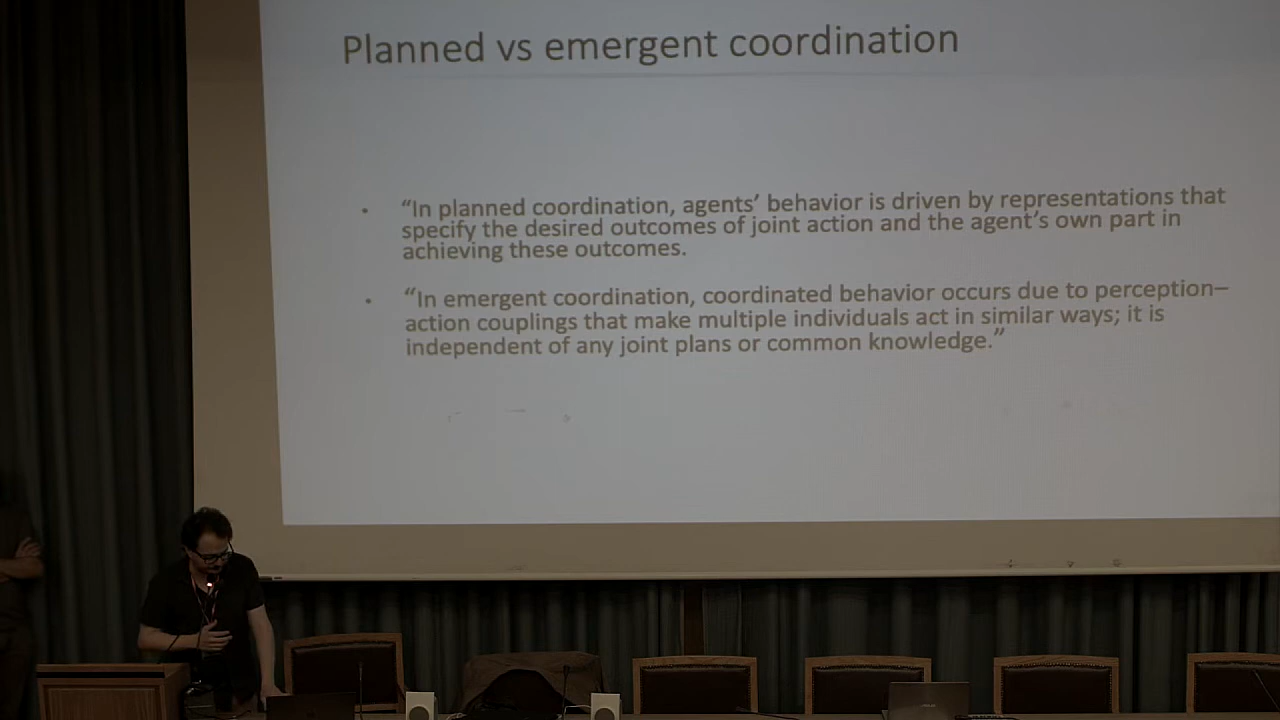 Planned vs emergent coordination
• “In planned coordination, agents’ behavior is driven by representations that
specify the desired outcomes of joint action and the agent’s own part in
achieving these outcomes.
• “In emergent coordination, coordinated behavior occurs due to perception–
action couplings that make multiple individuals act in similar ways; it is
independent of any joint plans or common knowledge.”